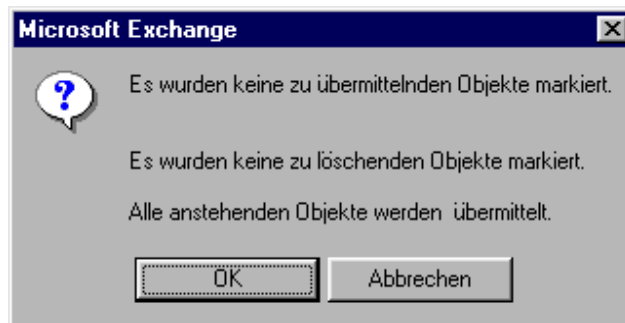 Microsoft Exchange
Es wurden keine zu übermittelnden Objekte markiert.
Es wurden keine zu löschenden Objekte markiert.
Alle anstehenden Objekte werden übermittelt.
OK
Abbrechen